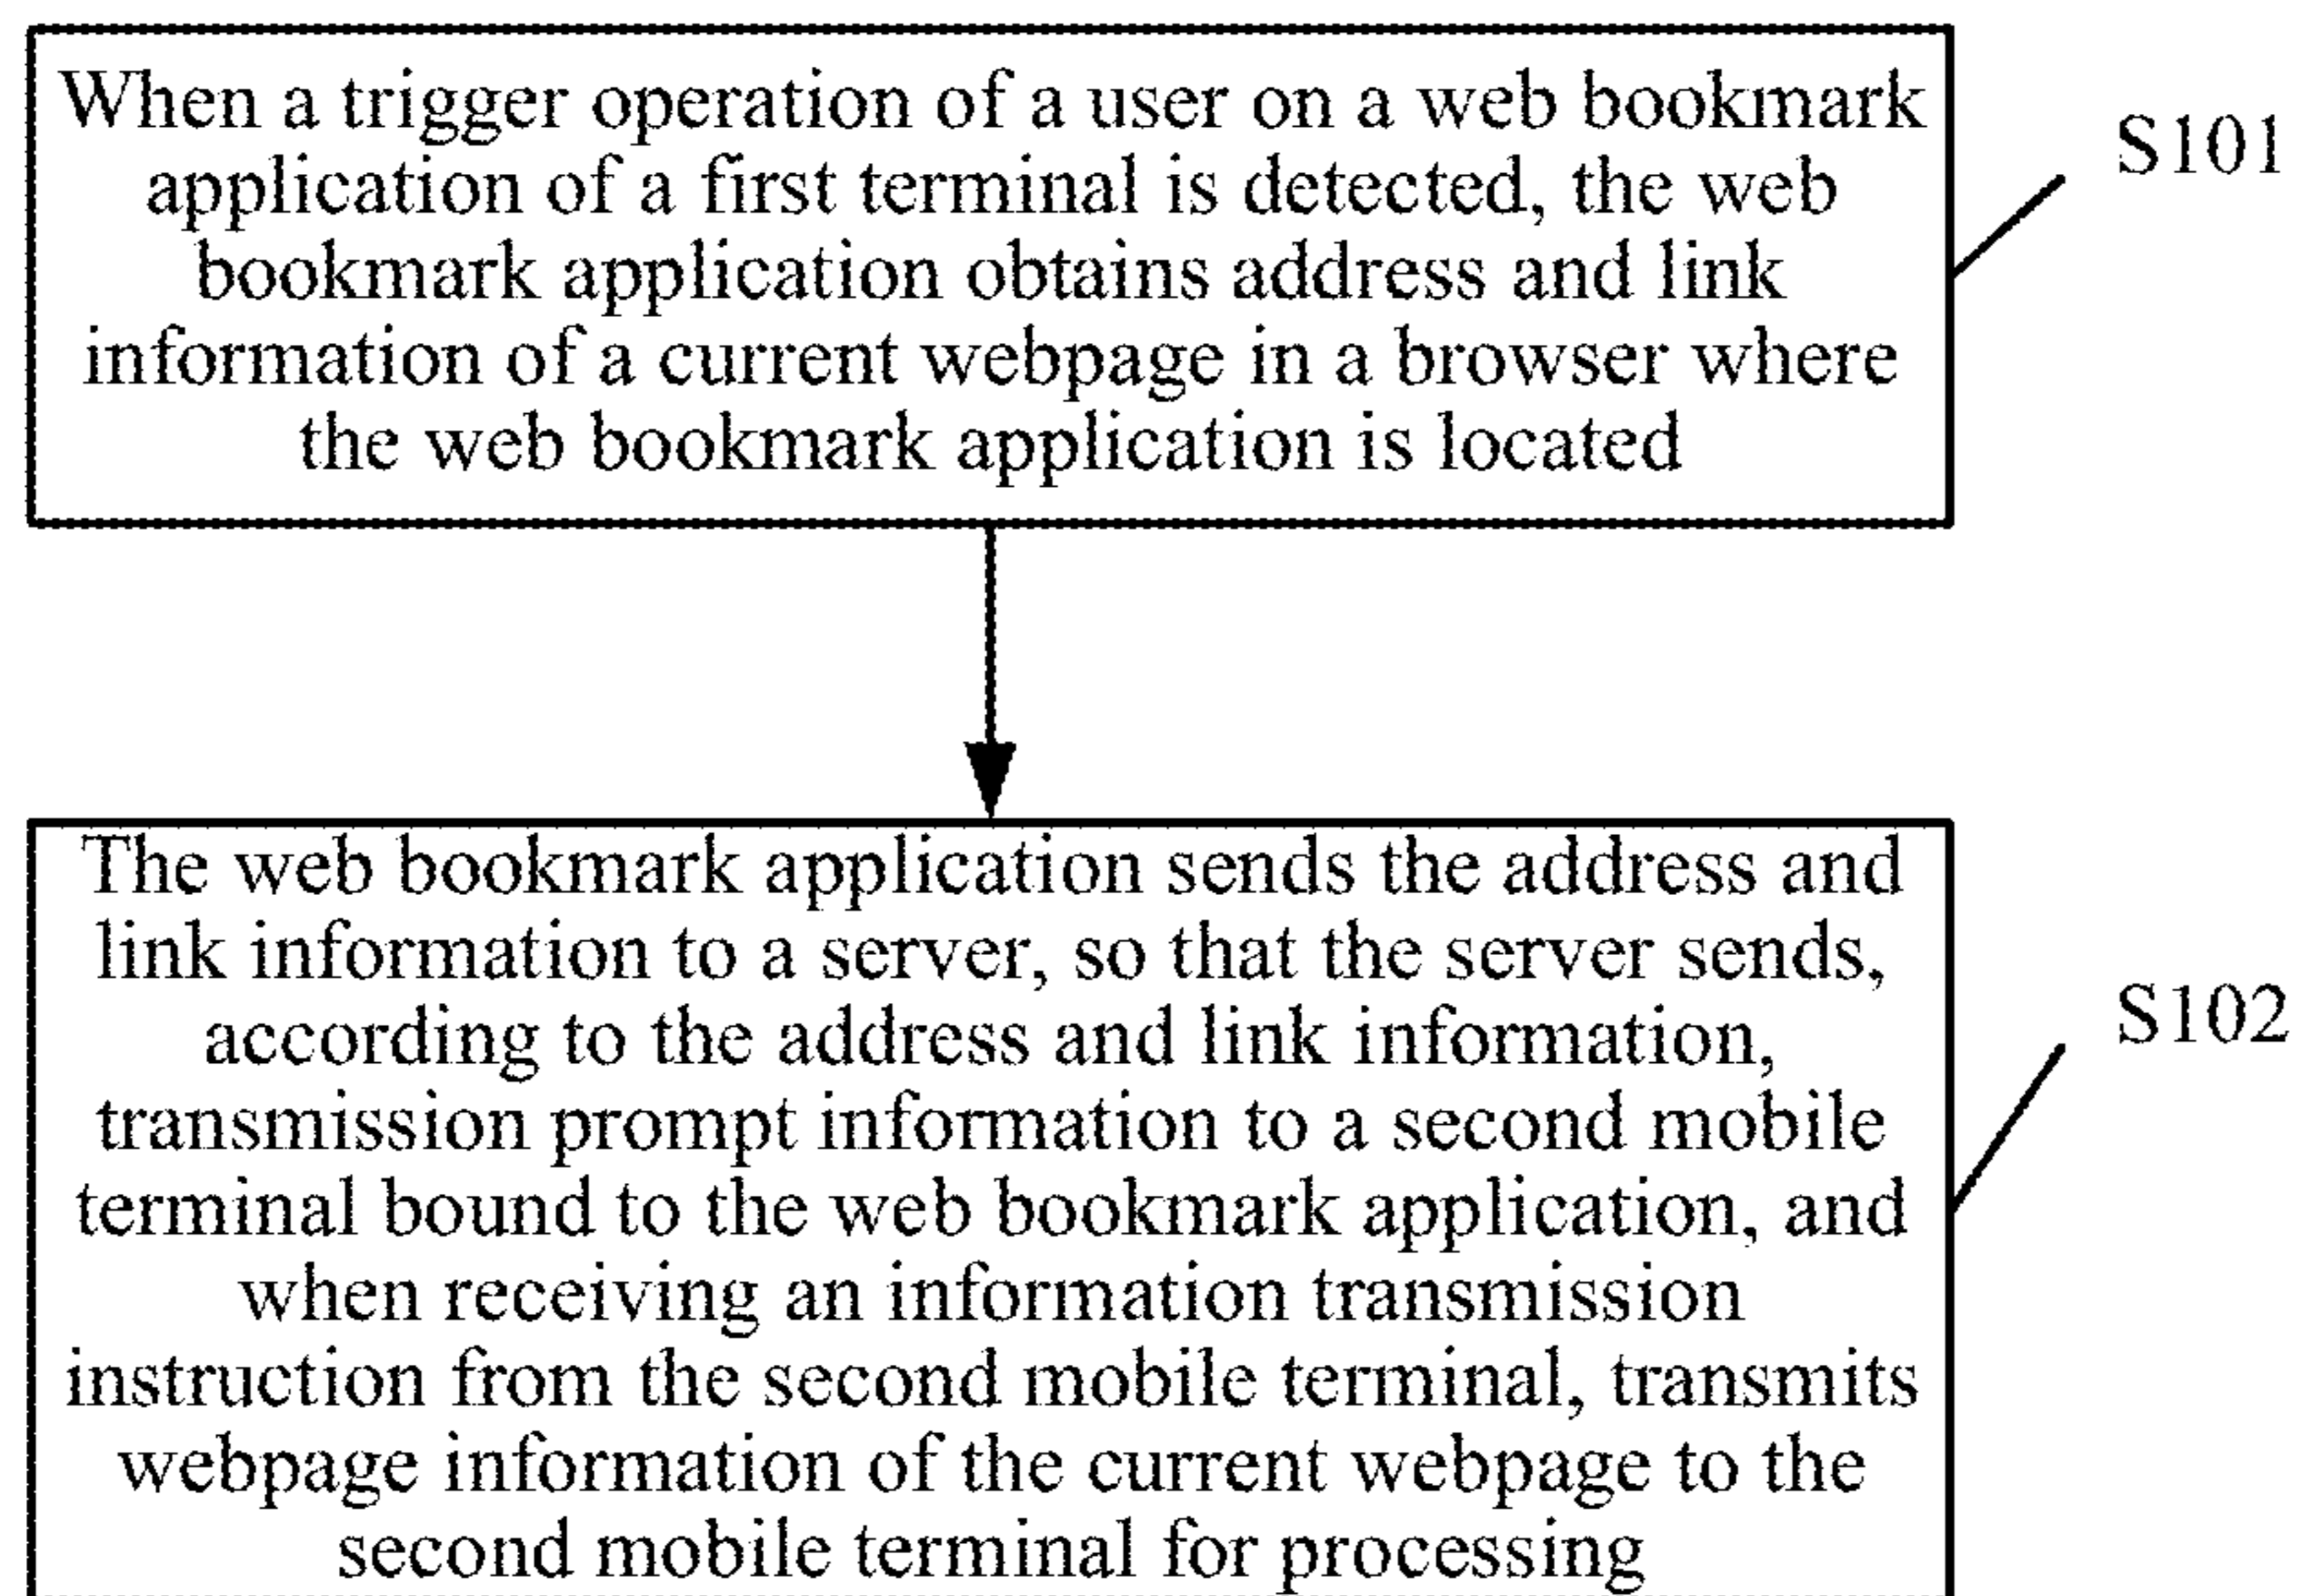 When a trigger operation of a user on a web bookmark
application of a first terminal is detected, the web
bookmark application obtains address and link
information of a current webpage in a browser where
the web bookmark application is located
S101
The web bookmark application sends the address and
link information to a server, so that the server sends,
according to the address and link information,
transmission prompt information to a second mobile
terminal bound to the web bookmark application, and
when receiving an information transmission
instruction from the second mobile terminal, transmits
webpage information of the current webpage to the
second mobile terminal for processing
S102